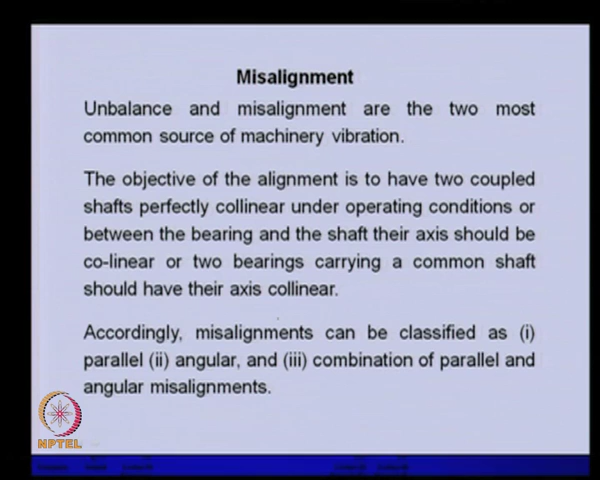 Misalignment
Unbalance and misalignment are the two most
common source of machinery vibration.
The objective of the alignment is to have two coupled
shafts perfectly collinear under operating conditions or
between the bearing and the shaft their axis should be
co-linear or two bearings carrying a common shaft
should have their axis collinear.
Accordingly, misalignments can be classified as (i)
parallel (ii) angular, and (iii) combination of parallel and
angular misalignments.
NPTEL